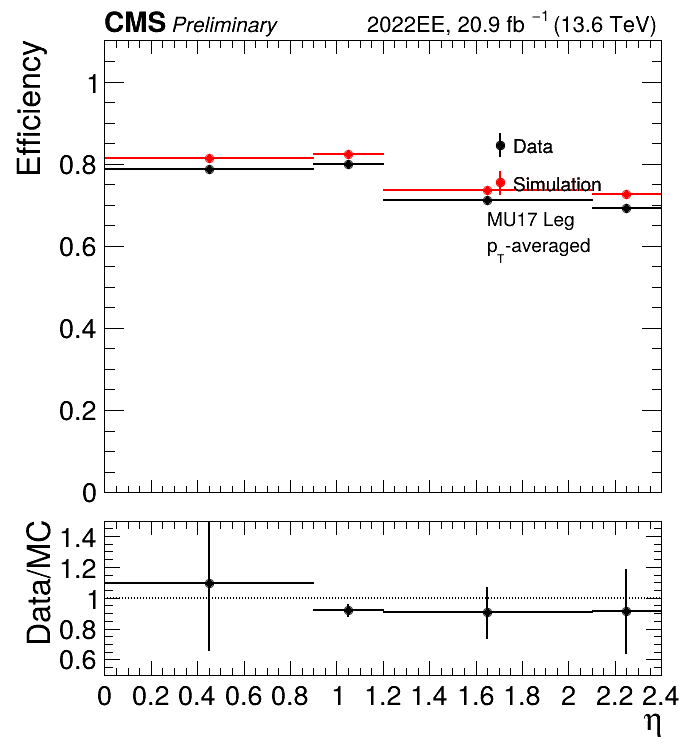 CMS Preliminary 2022EE, 20.9 fb⁻¹ (13.6 TeV)
Efficiency
1
0.8
0.6
0.4
0.2
0
Data
Simulation
MU17 Leg
p_T-averaged
Data/MC
1.4
1.2
1
0.8
0.6
0 0.2 0.4 0.6 0.8 1 1.2 1.4 1.6 1.8 2 2.2 2.4
η